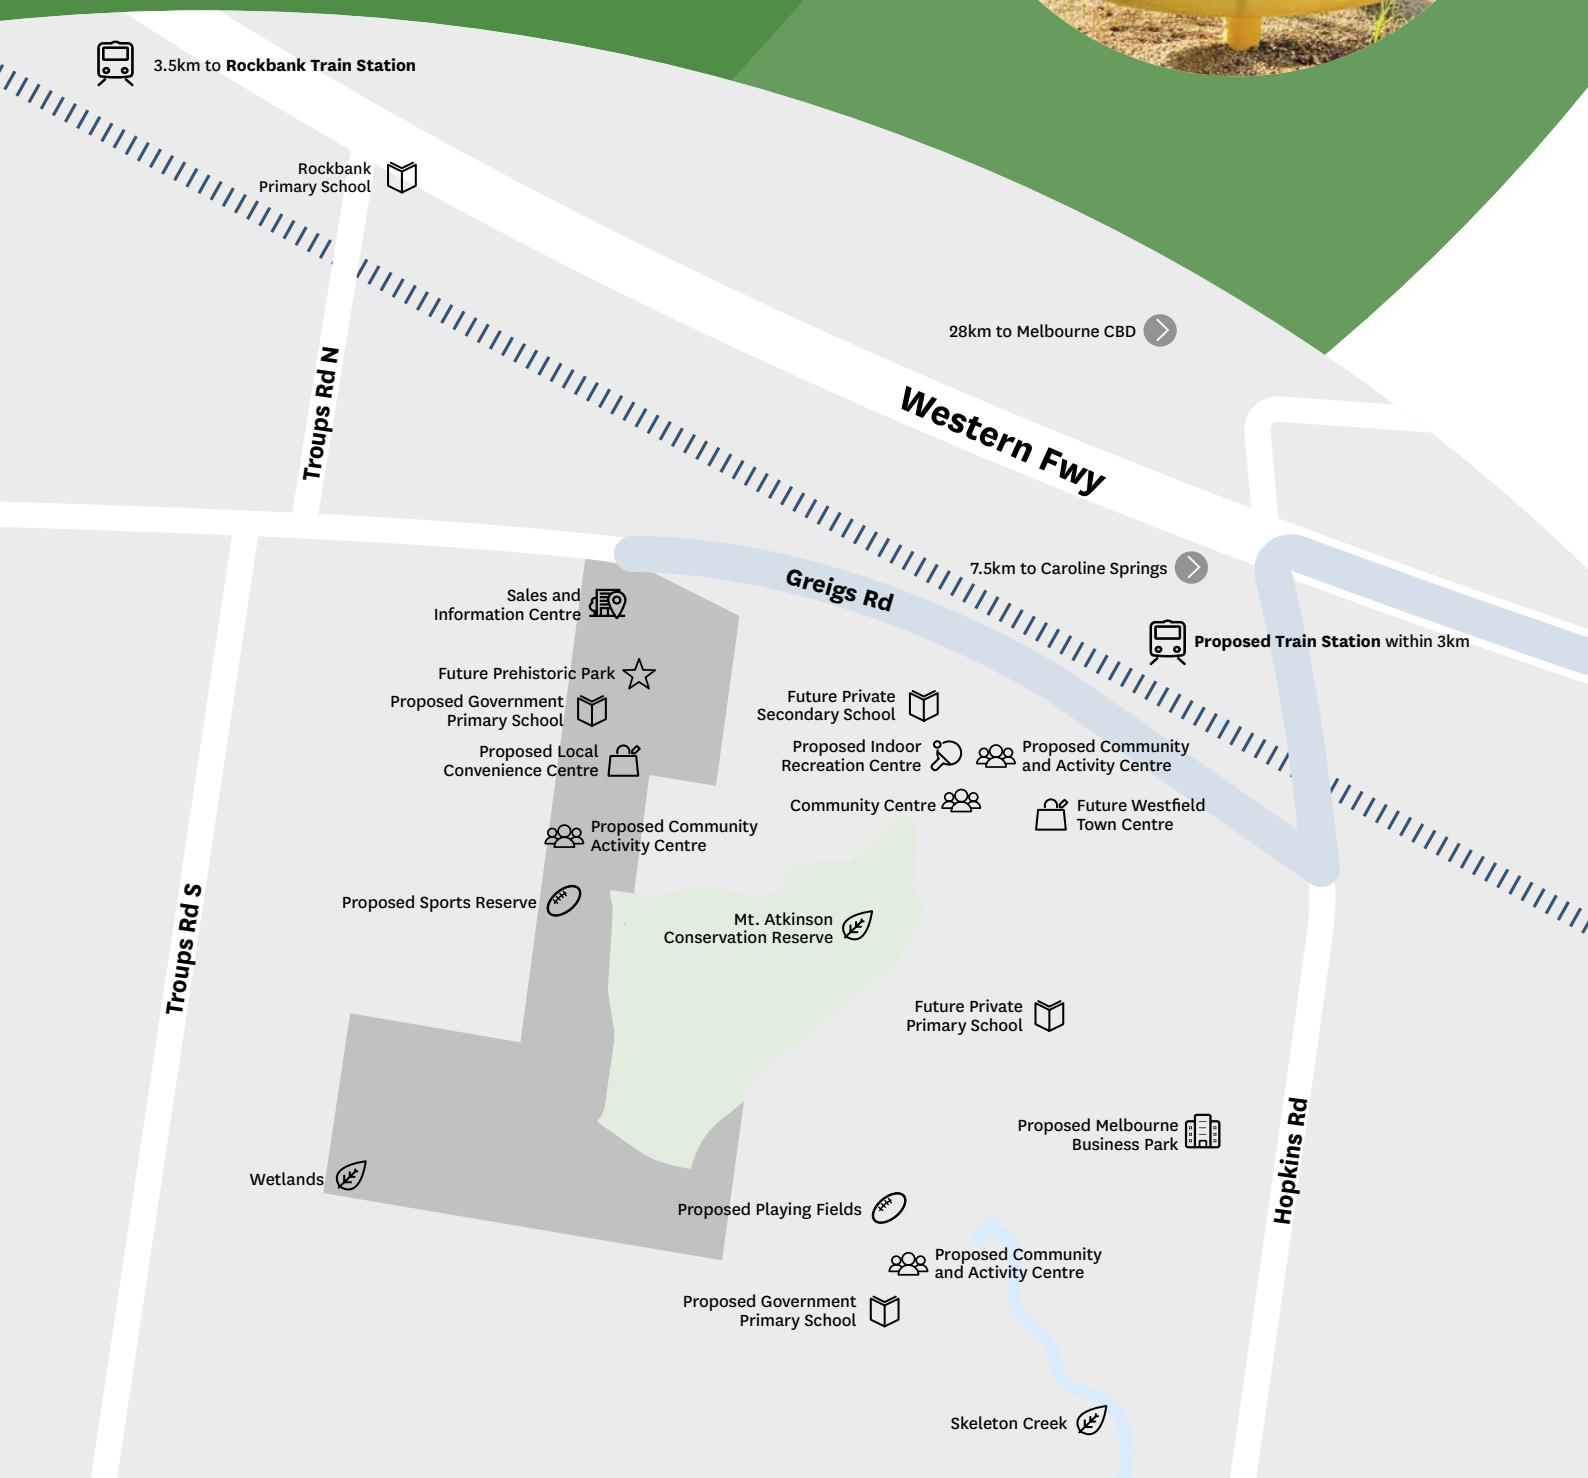 3.5km to Rockbank Train Station
Rockbank
Primary School
28km to Melbourne CBD
Troups Rd N
Western Fwy
7.5km to Caroline Springs
Greigs Rd
Sales and
Information Centre
Proposed Train Station within 3km
Future Prehistoric Park
Proposed Government
Primary School
Future Private
Secondary School
Proposed Local
Convenience Centre
Proposed Indoor
Recreation Centre
Proposed Community
and Activity Centre
Community Centre
Future Westfield
Town Centre
Proposed Community
Activity Centre
Proposed Sports Reserve
Mt. Atkinson
Conservation Reserve
Troups Rd S
Future Private
Primary School
Proposed Melbourne
Business Park
Hopkins Rd
Wetlands
Proposed Playing Fields
Proposed Community
and Activity Centre
Proposed Government
Primary School
Skeleton Creek